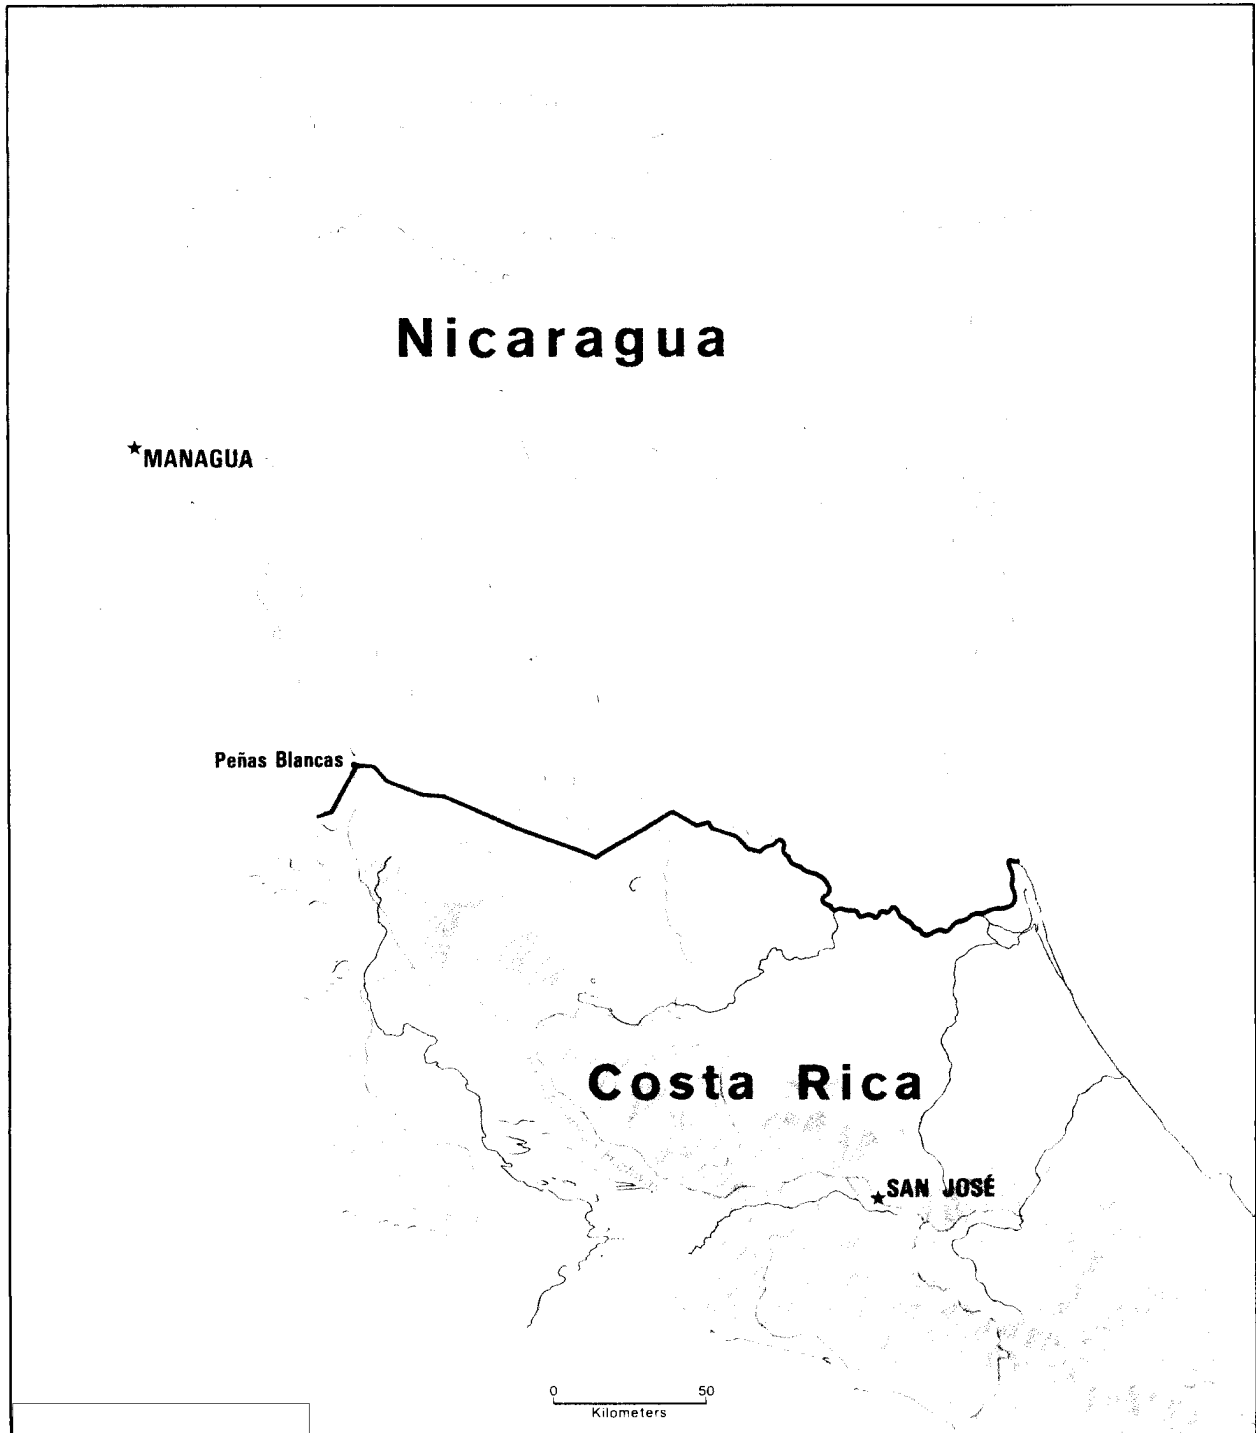 Nicaragua
MANAGUA
Peñas Blancas
Costa Rica
SAN JOSÉ
0 50
Kilometers